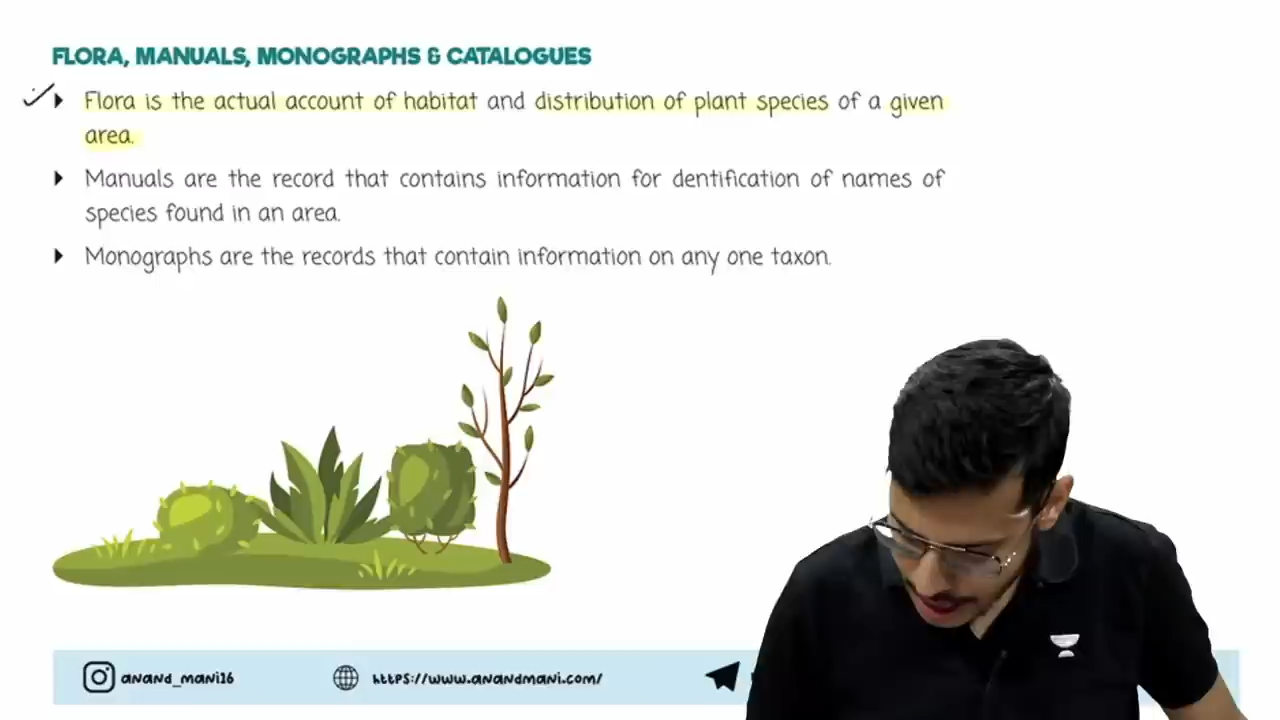 FLORA, MANUALS, MONOGRAPHS & CATALOGUES
Flora is the actual account of habitat and distribution of plant species of a given
area.
Manuals are the record that contains information for dentification of names of
species found in an area.
Monographs are the records that contain information on any one taxon.
anand_mani16 https://www.anandmani.com/